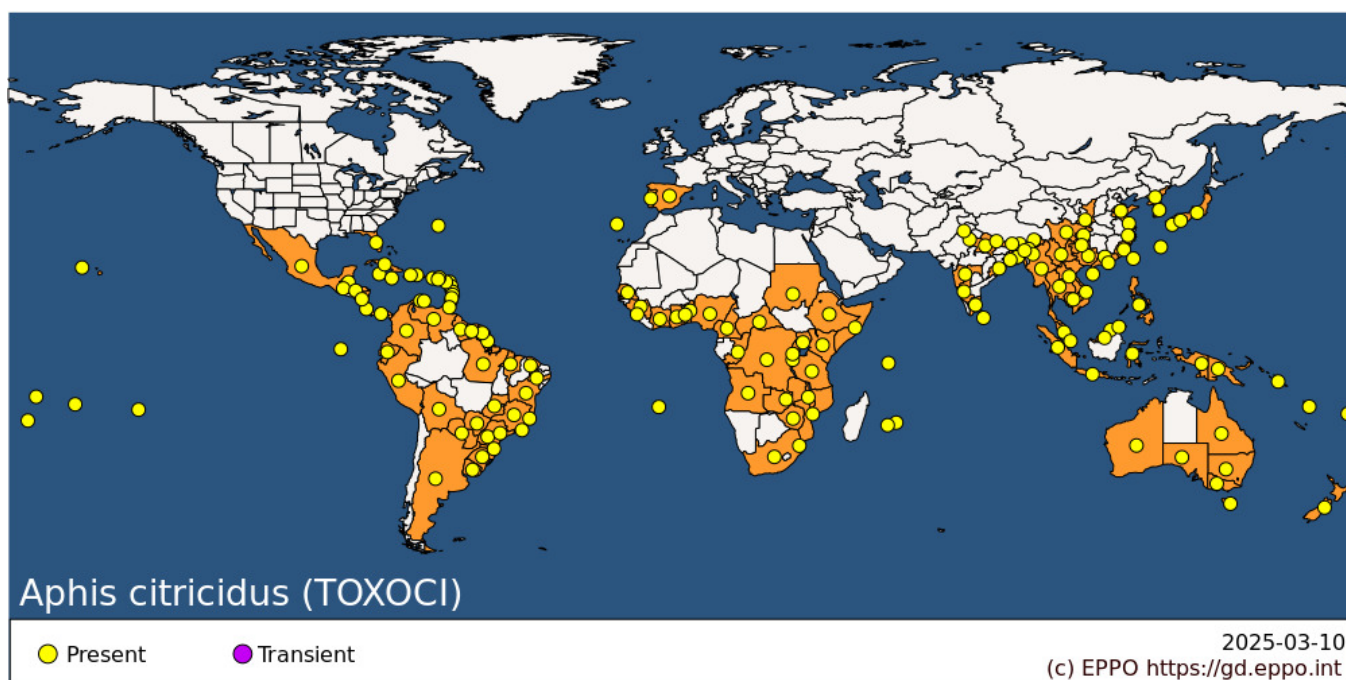 Aphis citricidus (TOXOCI)
Present
Transient
2025-03-10
(c) EPPO https://gd.eppo.int